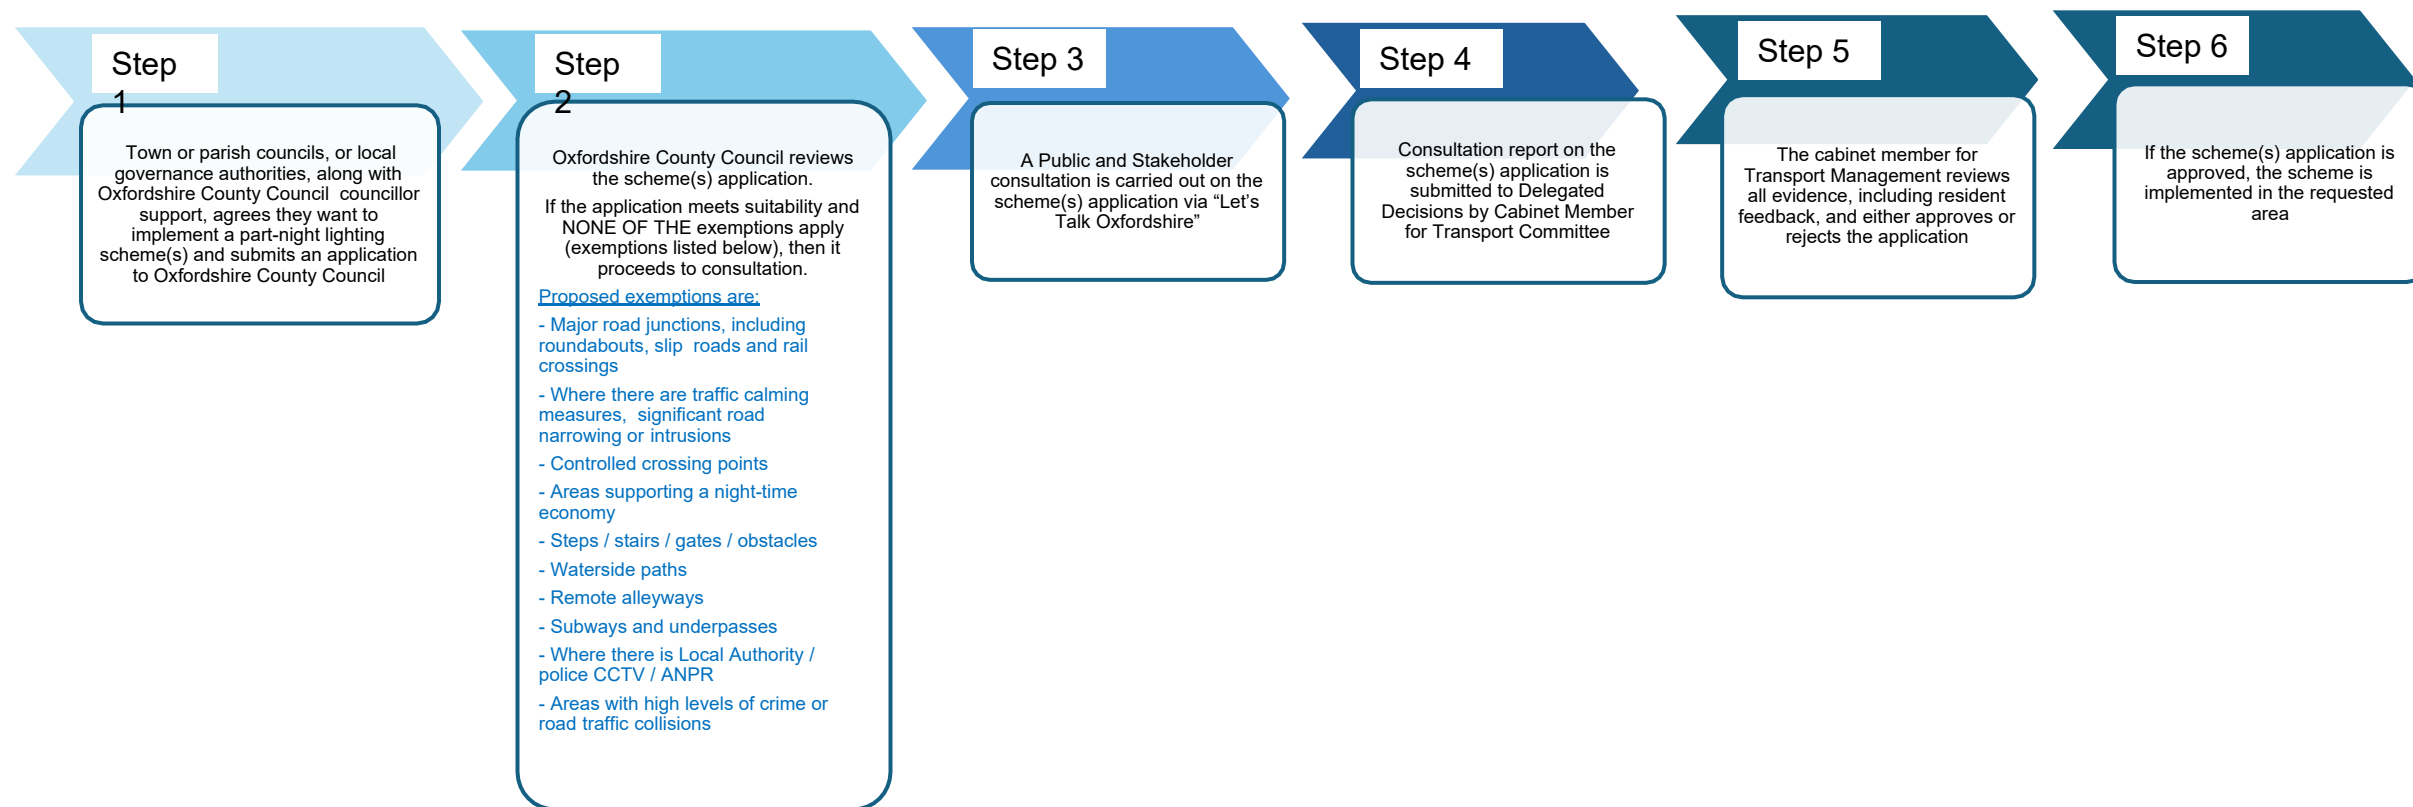 Step
1
Town or parish councils, or local
governance authorities, along with
Oxfordshire County Council  councillor
support, agrees they want to
implement a part-night lighting
scheme(s) and submits an application
to Oxfordshire County Council
Step
2
Oxfordshire County Council reviews
the scheme(s) application.
If the application meets suitability and
NONE OF THE exemptions apply
(exemptions listed below), then it
proceeds to consultation.
Proposed exemptions are:
- Major road junctions, including
roundabouts, slip  roads and rail
crossings
- Where there are traffic calming
measures,  significant road
narrowing or intrusions
- Controlled crossing points
- Areas supporting a night-time
economy
- Steps / stairs / gates / obstacles
- Waterside paths
- Remote alleyways
- Subways and underpasses
- Where there is Local Authority /
police CCTV / ANPR
- Areas with high levels of crime or
road traffic collisions
Step 3
A Public and Stakeholder
consultation is carried out on the
scheme(s) application via “Let’s
Talk Oxfordshire”
Step 4
Consultation report on the
scheme(s) application is
submitted to Delegated
Decisions by Cabinet Member
for Transport Committee
Step 5
The cabinet member for
Transport Management reviews
all evidence, including resident
feedback, and either approves or
rejects the application
Step 6
If the scheme(s) application is
approved, the scheme is
implemented in the requested
area